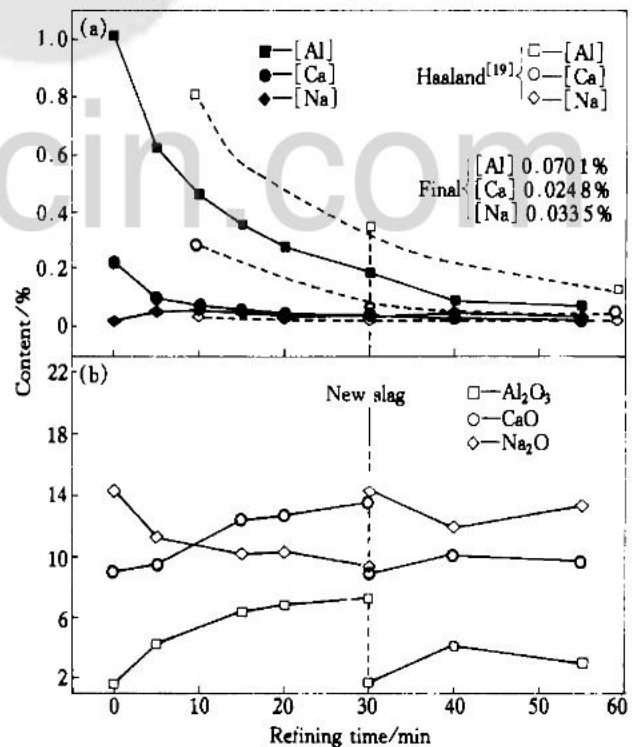 (a)
1.0
0.8
0.6
0.4
0.2
0
[Al]
[Ca]
[Na]
Haaland[19]
[Al]
[Ca]
[Na]
Final
[Al] 0.0701%
[Ca] 0.0248%
[Na] 0.0335%
cin.com
Content/%
(b)
22
18
14
10
6
2
New slag
Al₂O₃
CaO
Na₂O
0 10 20 30 40 50 60
Refining time/min